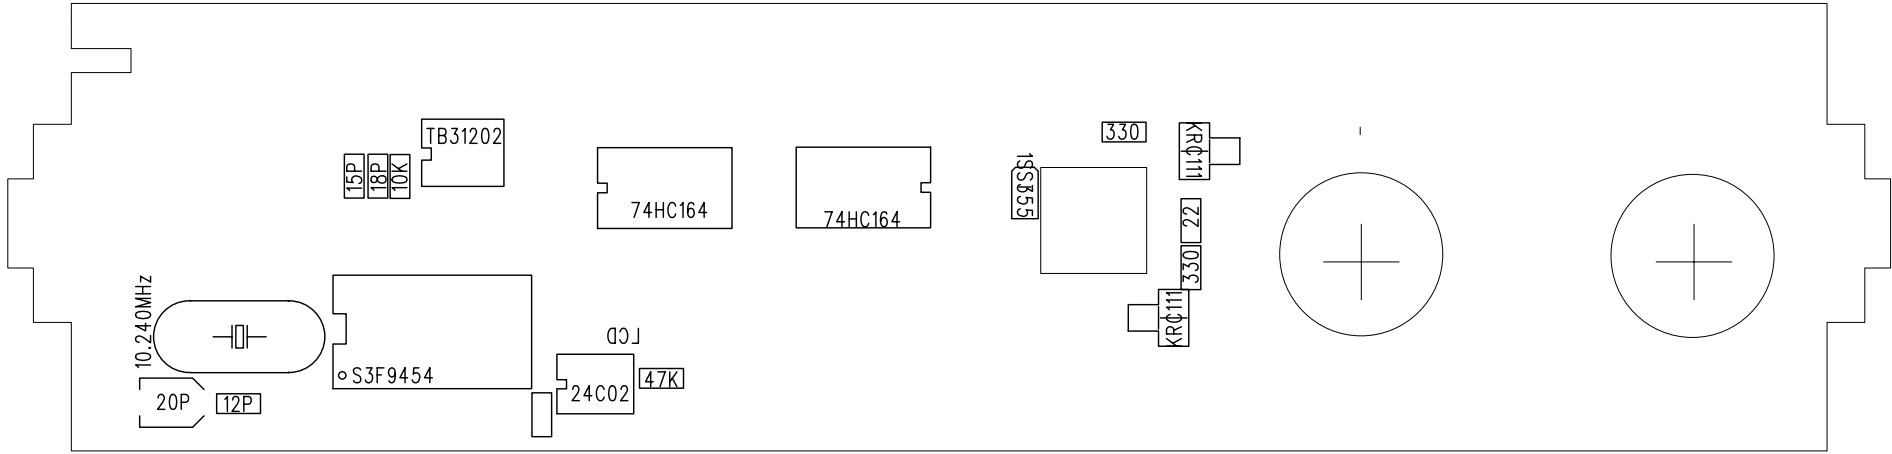 TB31202
15P
18P
10K
74HC164
74HC164
1SS355
330
KRC111
22
330
KRC111
10.240MHz
S3F9454
LCD
24C02
47K
20P
12P